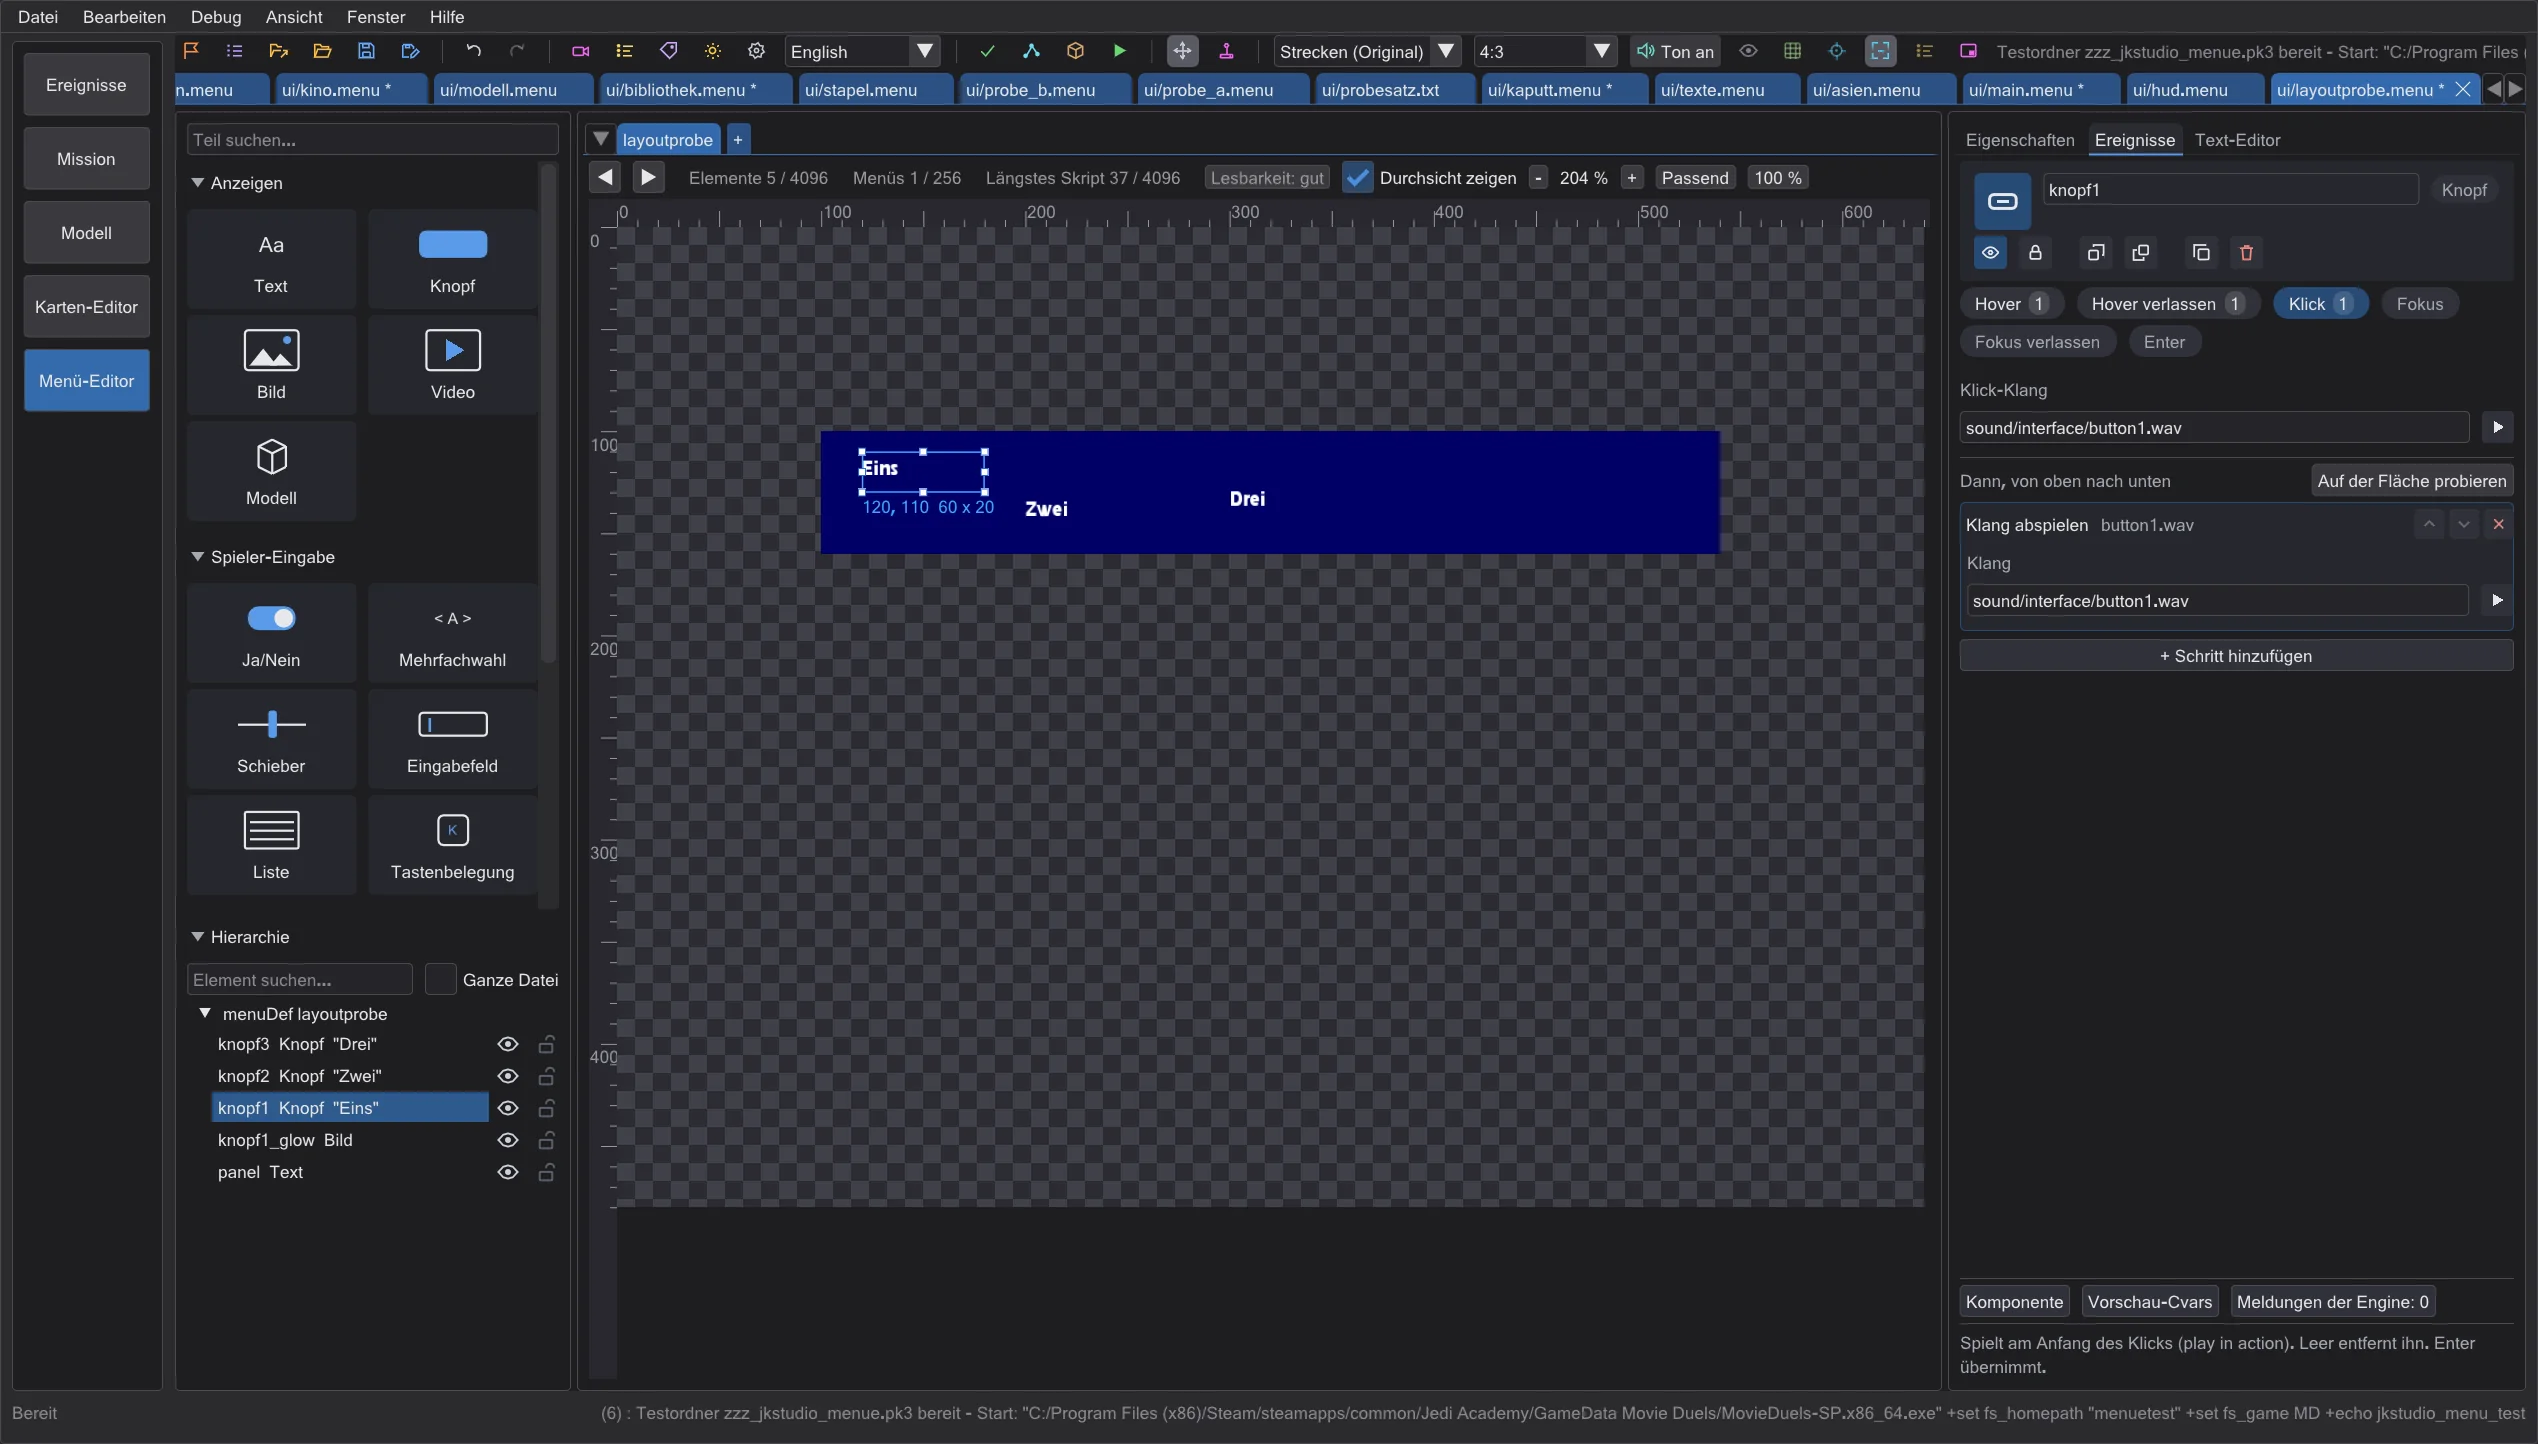 Datei Bearbeiten Debug Ansicht Fenster Hilfe
English Strecken (Original) 4:3 Ton an Testordner zzz_jkstudio_menue.pk3 bereit - Start: "C:/Program Files (
n.menu ui/kino.menu * ui/modell.menu ui/bibliothek.menu * ui/stapel.menu ui/probe_b.menu ui/probe_a.menu ui/probesatz.txt ui/kaputt.menu * ui/texte.menu ui/asien.menu ui/main.menu * ui/hud.menu ui/layoutprobe.menu *
Ereignisse
Mission
Modell
Karten-Editor
Menü-Editor
Teil suchen...
Anzeigen
Aa
Text Knopf
Bild Video
Modell
Spieler-Eingabe
< A >
Ja/Nein Mehrfachwahl
Schieber Eingabefeld
K
Liste Tastenbelegung
Hierarchie
Element suchen... Ganze Datei
menuDef layoutprobe
knopf3 Knopf "Drei"
knopf2 Knopf "Zwei"
knopf1 Knopf "Eins"
knopf1_glow Bild
panel Text
layoutprobe +
Elemente 5 / 4096 Menüs 1 / 256 Längstes Skript 37 / 4096 Lesbarkeit: gut Durchsicht zeigen - 204 % + Passend 100 %
0 100 200 300 400 500 600
0
100
200
300
400
Eins
120, 110 60 x 20
Zwei
Drei
Eigenschaften Ereignisse Text-Editor
knopf1 Knopf
Hover 1 Hover verlassen 1 Klick 1 Fokus
Fokus verlassen Enter
Klick-Klang
sound/interface/button1.wav
Dann, von oben nach unten Auf der Fläche probieren
Klang abspielen button1.wav
Klang
sound/interface/button1.wav
+ Schritt hinzufügen
Komponente Vorschau-Cvars Meldungen der Engine: 0
Spielt am Anfang des Klicks (play in action). Leer entfernt ihn. Enter
übernimmt.
Bereit (6) : Testordner zzz_jkstudio_menue.pk3 bereit - Start: "C:/Program Files (x86)/Steam/steamapps/common/Jedi Academy/GameData Movie Duels/MovieDuels-SP.x86_64.exe" +set fs_homepath "menuetest" +set fs_game MD +echo jkstudio_menu_test